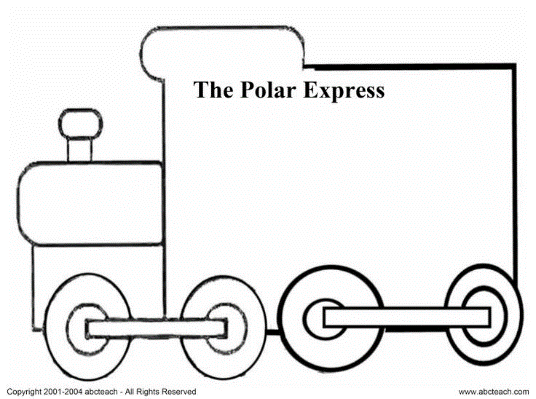 The Polar Express
Copyright 2001-2004 abcteach - All Rights Reserved
www.abcteach.com